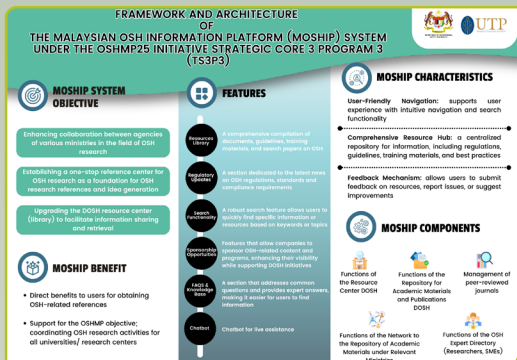 FRAMEWORK AND ARCHITECTURE
OF
THE MALAYSIAN OSH INFORMATION PLATFORM (MOSHIP) SYSTEM
UNDER THE OSHMP25 INITIATIVE STRATEGIC CORE 3 PROGRAM 3
(TS3P3)
UTP
MOSHIP SYSTEM
OBJECTIVE
Enhancing collaboration between agencies
of various ministries in the field of OSH
research
Establishing a one-stop reference center for
OSH research as a foundation for OSH
research references and idea generation
Upgrading the DOSH resource center
(library) to facilitate information sharing
and retrieval
MOSHIP BENEFIT
• Direct benefits to users for obtaining
OSH-related references
• Support for the OSHMP objective;
coordinating OSH research activities for
all universities/ research centers
FEATURES
Resources
Library
A comprehensive compilation of
documents, guidelines, training
materials, and search papers on OSH
Regulatory
Updates
A section dedicated to the latest news
on OSH regulations, standards and
compliance requirements
Search
Functionality
A robust search feature allows users to
quickly find specific information or
resources based on keywords or topics
Sponsorship
Opportunities
Features that allow companies to
sponsor OSH-related content and
programs, enhancing their visibility
while supporting DOSH initiatives
FAQS &
Knowledge
Base
A section that addresses common
questions and provides expert answers,
making it easier for users to find
information
Chatbot
Chatbot for live assistance
MOSHIP CHARACTERISTICS
User-Friendly Navigation: supports user
experience with intuitive navigation and search
functionality
Comprehensive Resource Hub: a centralized
repository for information, including regulations,
guidelines, training materials, and best practices
Feedback Mechanism: allows users to submit
feedback on resources, report issues, or suggest
improvements
MOSHIP COMPONENTS
Functions of
the Resource
Center DOSH
Functions of the
Repository for
Academic Materials
and Publications
DOSH
Management of
peer-reviewed
journals
Functions of the Network to
the Repository of Academic
Materials under Relevant
Functions of the OSH
Expert Directory
(Researchers, SMEs)